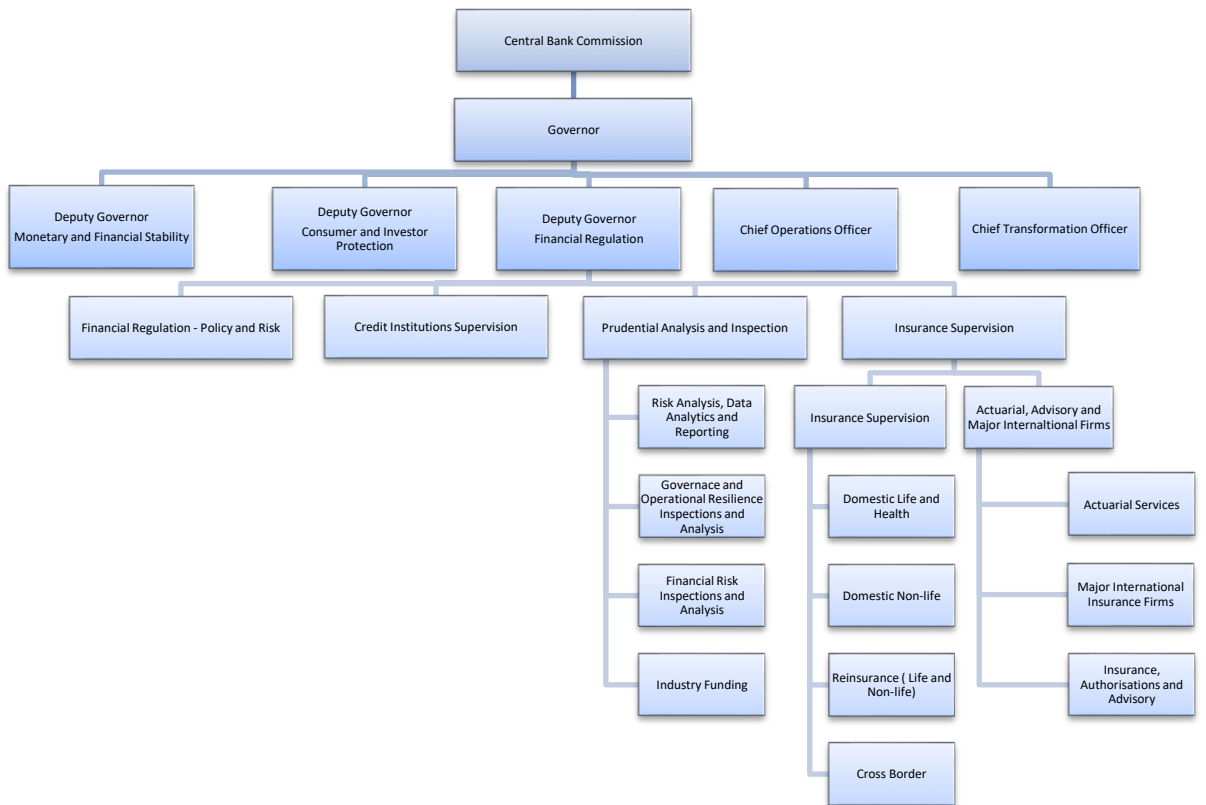 Central Bank Commission
Governor
Deputy Governor
Monetary and Financial Stability
Deputy Governor
Consumer and Investor
Protection
Deputy Governor
Financial Regulation
Chief Operations Officer
Chief Transformation Officer
Financial Regulation - Policy and Risk
Credit Institutions Supervision
Prudential Analysis and Inspection
Insurance Supervision
Risk Analysis, Data
Analytics and
Reporting
Governace and
Operational Resilience
Inspections and
Analysis
Financial Risk
Inspections and
Analysis
Industry Funding
Insurance Supervision
Domestic Life and
Health
Domestic Non-life
Reinsurance ( Life and
Non-life)
Cross Border
Actuarial, Advisory and
Major Internaltional Firms
Actuarial Services
Major International
Insurance Firms
Insurance,
Authorisations and
Advisory